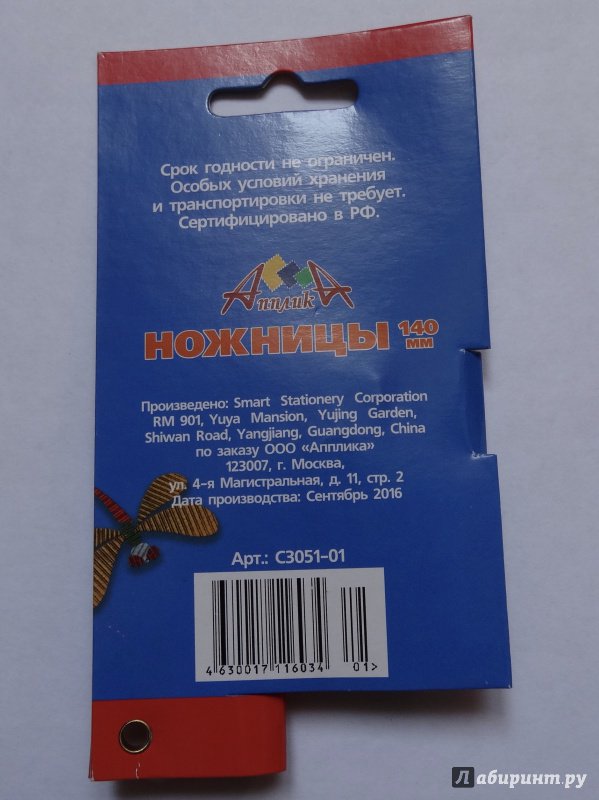 Срок годности не ограничен.
Особых условий хранения
и транспортировки не требует.
Сертифицировано в РФ.
АппликА
НОЖНИЦЫ 140 мм
Произведено: Smart Stationery Corporation
RM 901, Yuya Mansion, Yujing Garden,
Shiwan Road, Yangjiang, Guangdong, China
по заказу ООО «Апплика»
123007, г. Москва,
ул. 4-я Магистральная, д. 11, стр. 2
Дата производства: Сентябрь 2016
Арт.: С3051-01
4 630017 116034 01>
Лабиринт.ру